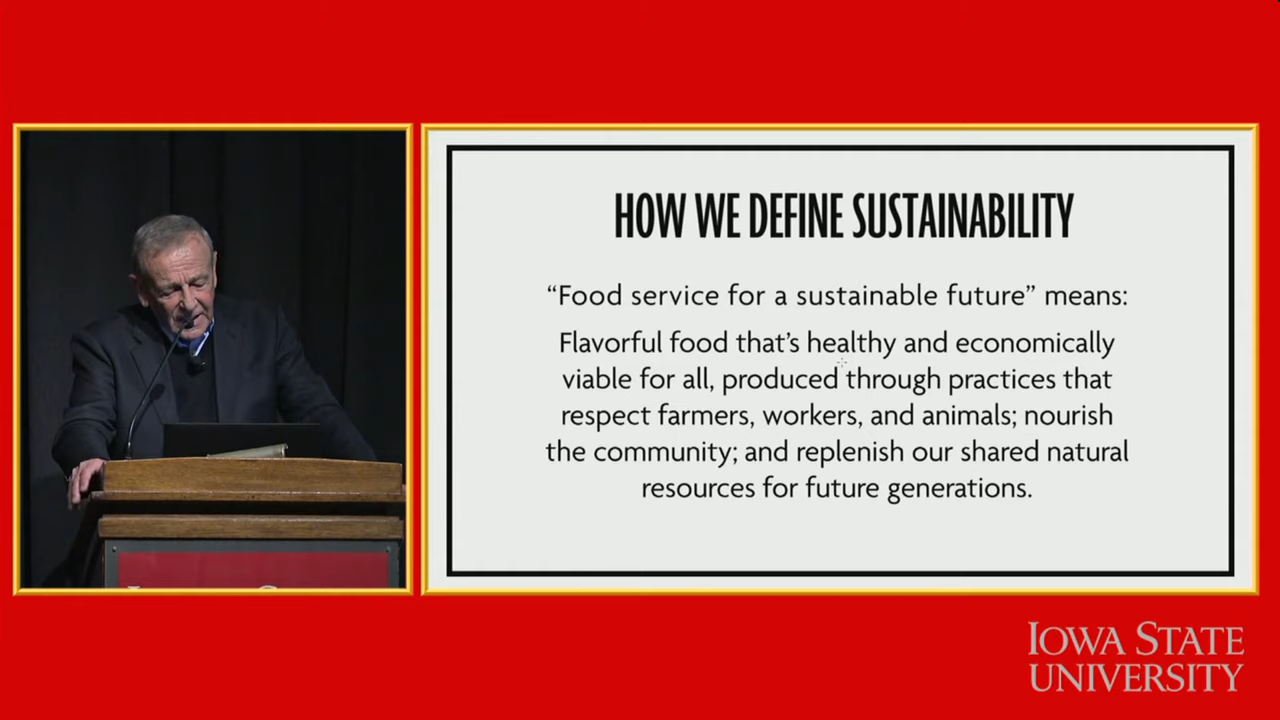 HOW WE DEFINE SUSTAINABILITY
“Food service for a sustainable future” means:
Flavorful food that’s healthy and economically
viable for all, produced through practices that
respect farmers, workers, and animals; nourish
the community; and replenish our shared natural
resources for future generations.
IOWA STATE
UNIVERSITY